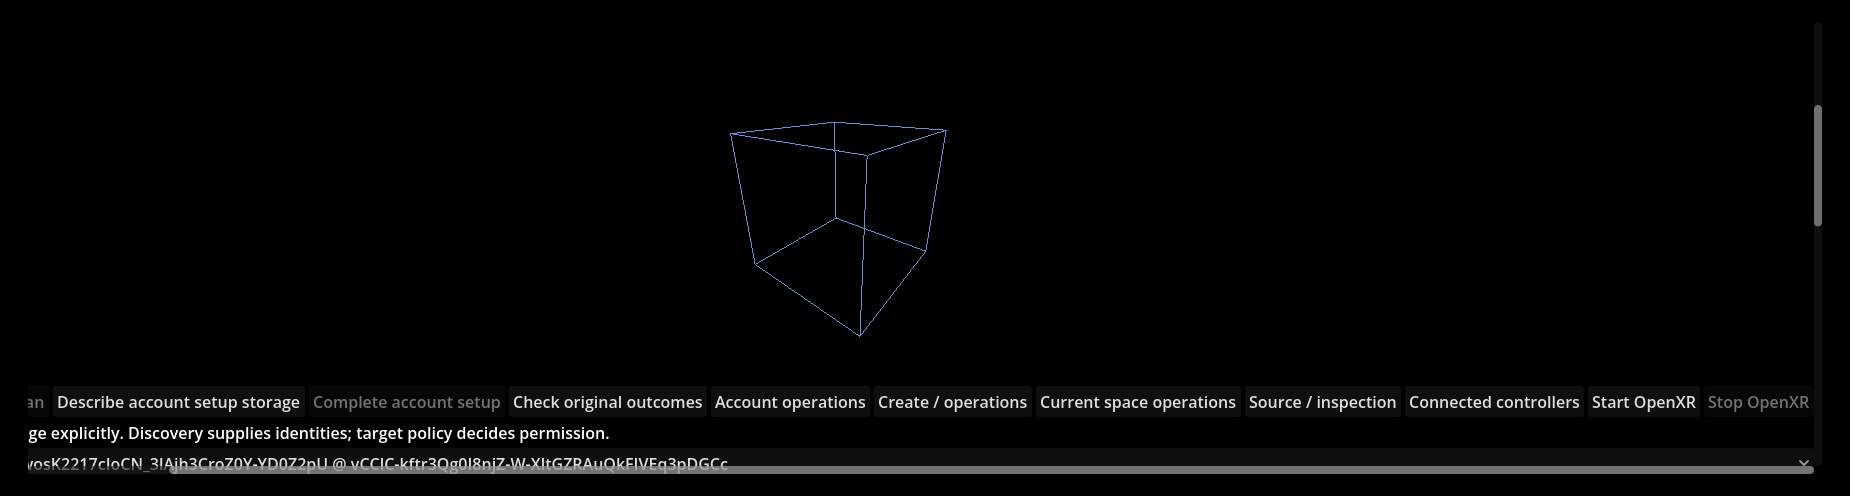 an Describe account setup storage Complete account setup Check original outcomes Account operations Create / operations Current space operations Source / inspection Connected controllers Start OpenXR Stop OpenXR
ge explicitly. Discovery supplies identities; target policy decides permission.